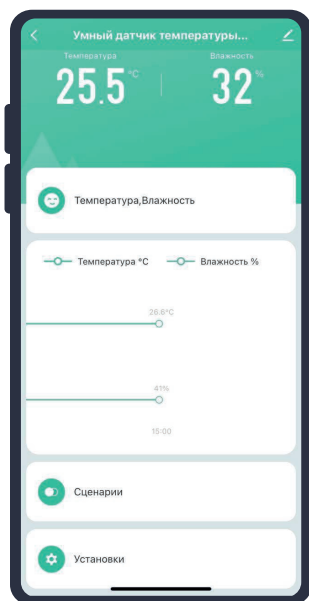 Умный датчик температуры...
Температура Влажность
25.5 °C 32 %
Температура,Влажность
Температура °C Влажность %
26.6°C
41%
15:00
Сценарии
Установки